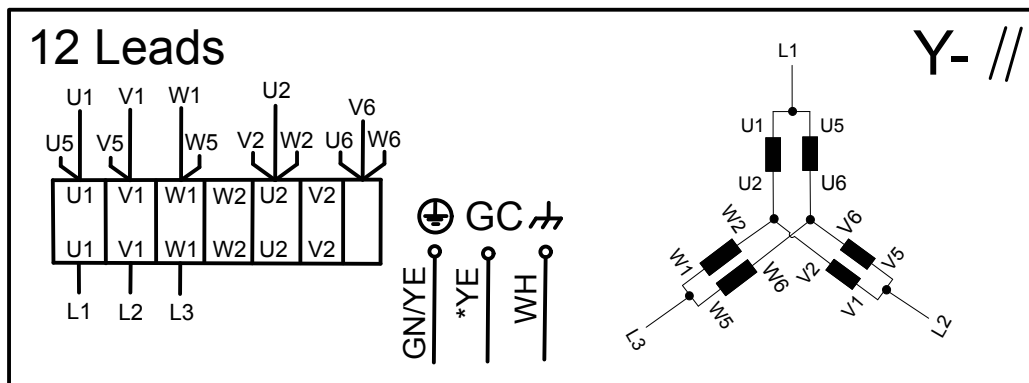 12 Leads
Y- //
U1 V1 W1 U2 V6
U5 V5 W5 V2 W2 U6 W6
U1 V1 W1 W2 U2 V2
U1 V1 W1 W2 U2 V2
L1 L2 L3
GC
GN/YE
*YE
WH
L1
U1 U5
U2 U6
W2 V6
W1 W6 V2 V5
W5 V1
L3 L2